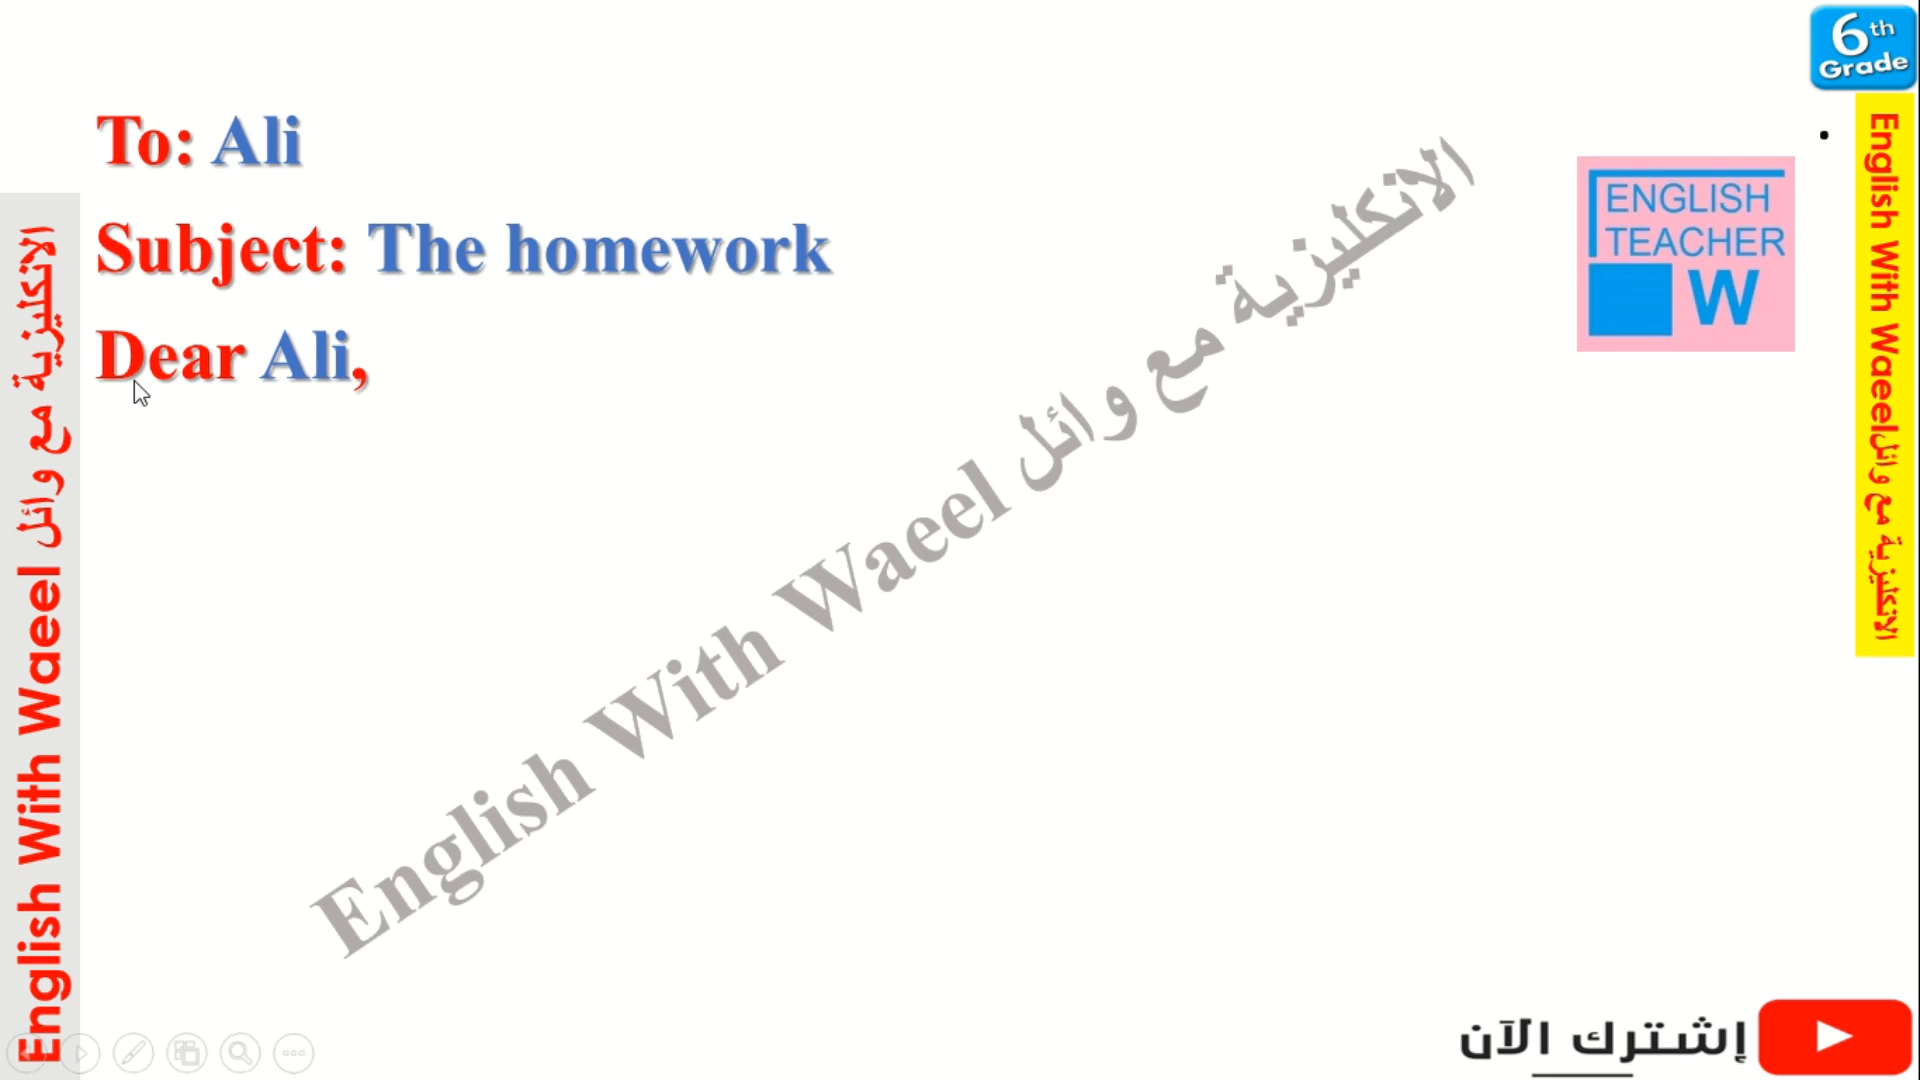 6th
Grade
To: Ali
Subject: The homework
Dear Ali,
ENGLISH
TEACHER
W
English With Waeel الانكليزية مع وائل
English With Waeel الانكليزية مع وائل
English With Waeel الانكليزية مع وائل
إشترك الآن